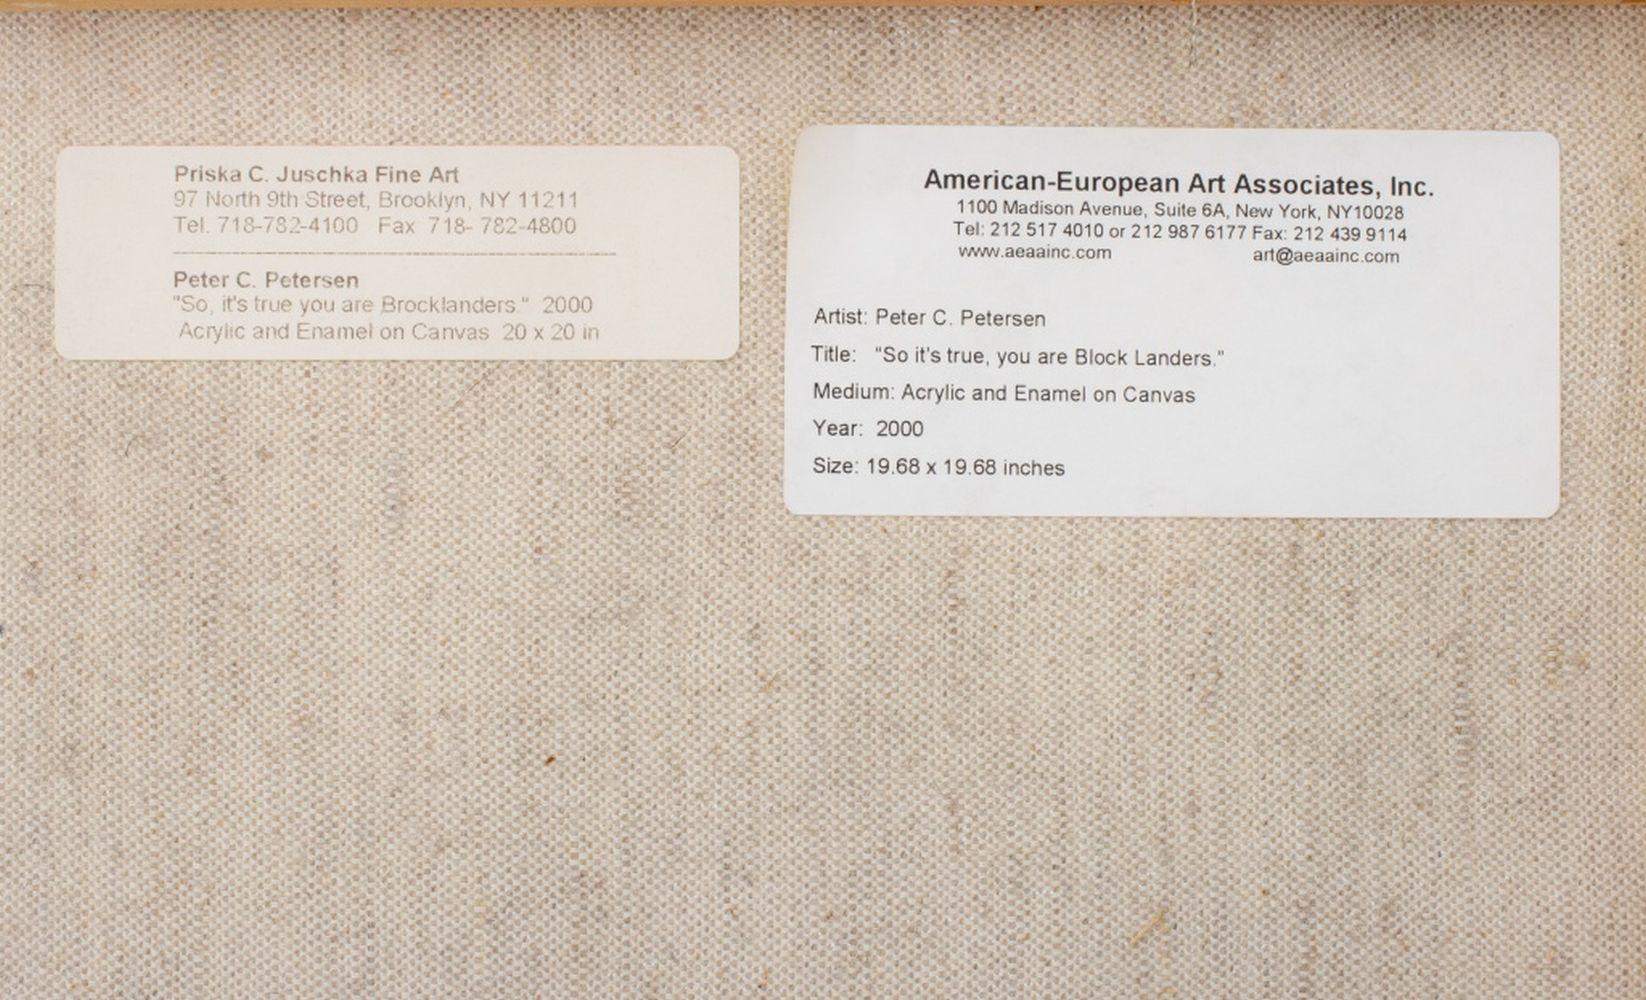 Priska C. Juschka Fine Art
97 North 9th Street, Brooklyn, NY 11211
Tel. 718-782-4100 Fax 718- 782-4800
Peter C. Petersen
"So, it's true you are Brocklanders." 2000
Acrylic and Enamel on Canvas 20 x 20 in
American-European Art Associates, Inc.
1100 Madison Avenue, Suite 6A, New York, NY10028
Tel: 212 517 4010 or 212 987 6177 Fax: 212 439 9114
www.aeaainc.com art@aeaainc.com
Artist: Peter C. Petersen
Title: "So it's true, you are Block Landers."
Medium: Acrylic and Enamel on Canvas
Year: 2000
Size: 19.68 x 19.68 inches